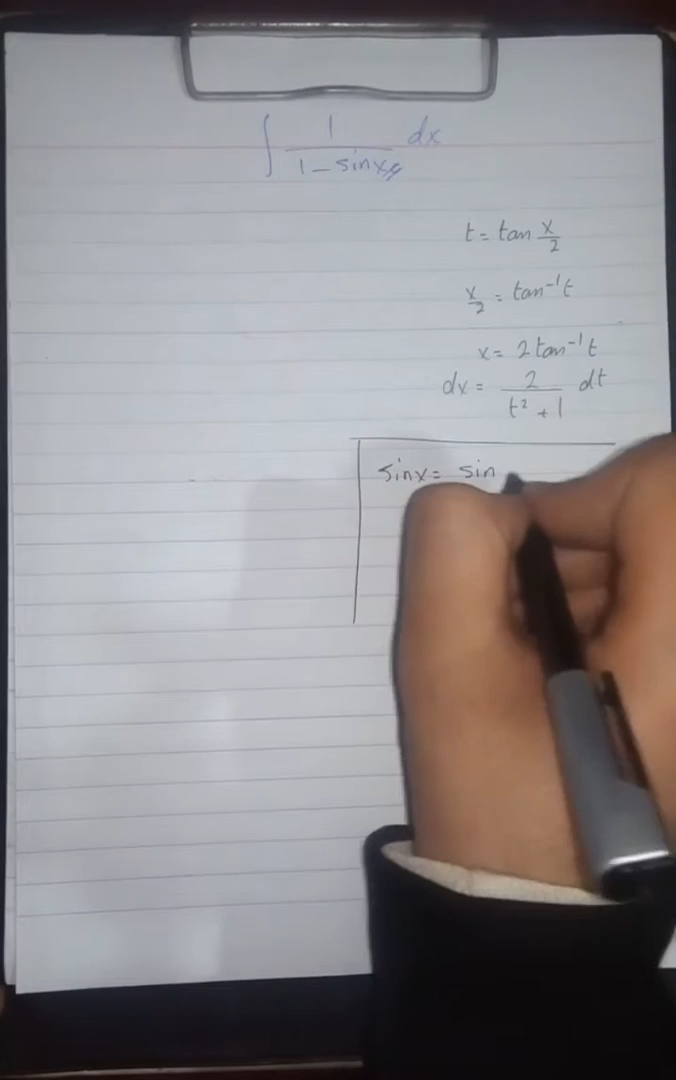 ∫ 1/(1 - sinx) dx
t = tan x/2
x/2 = tan⁻¹t
x = 2tan⁻¹t
dx = 2/(t² + 1) dt
sinx = sin